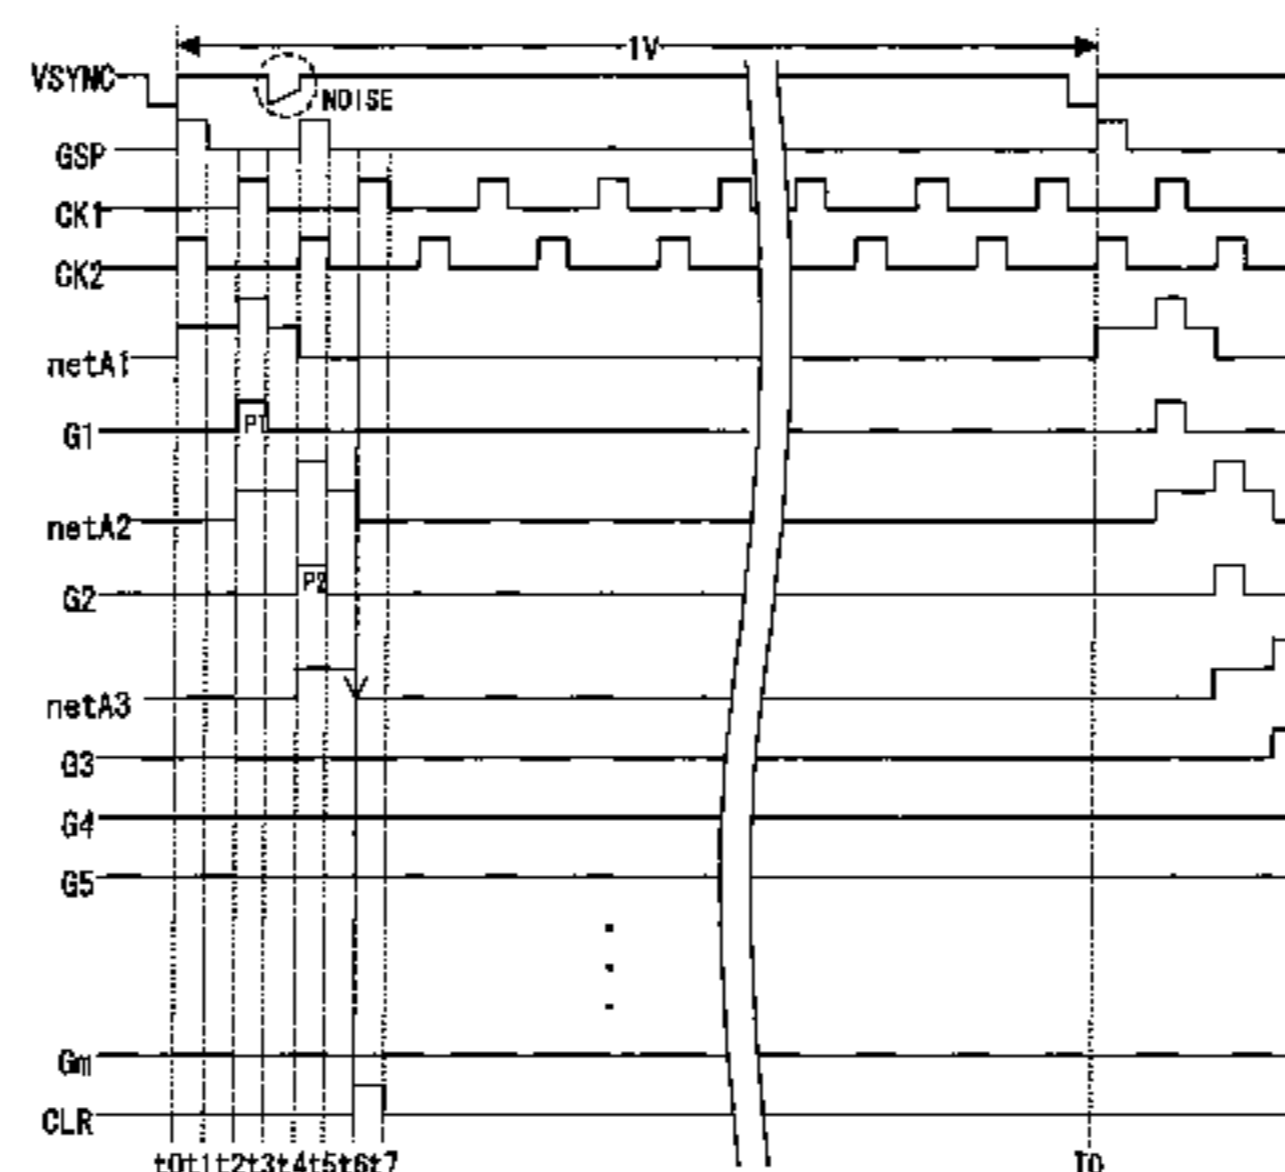 1V
VSYNC
NOISE
GSP
CK1
CK2
netA1
G1
P1
netA2
G2
P2
netA3
G3
G4
G5
Gm
CLR
t0t1t2t3t4t5t6t7
T0